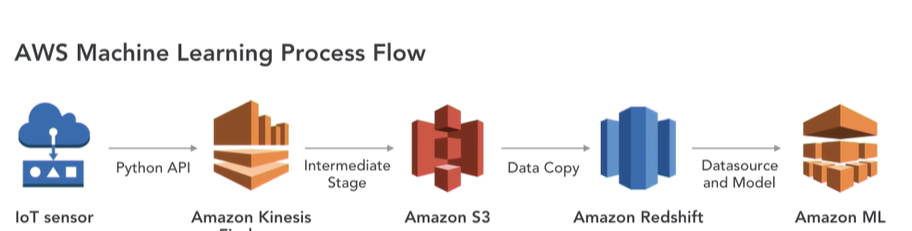 AWS Machine Learning Process Flow
Python API
Intermediate
Stage
Data Copy
Datasource
and Model
IoT sensor
Amazon Kinesis
Amazon S3
Amazon Redshift
Amazon ML